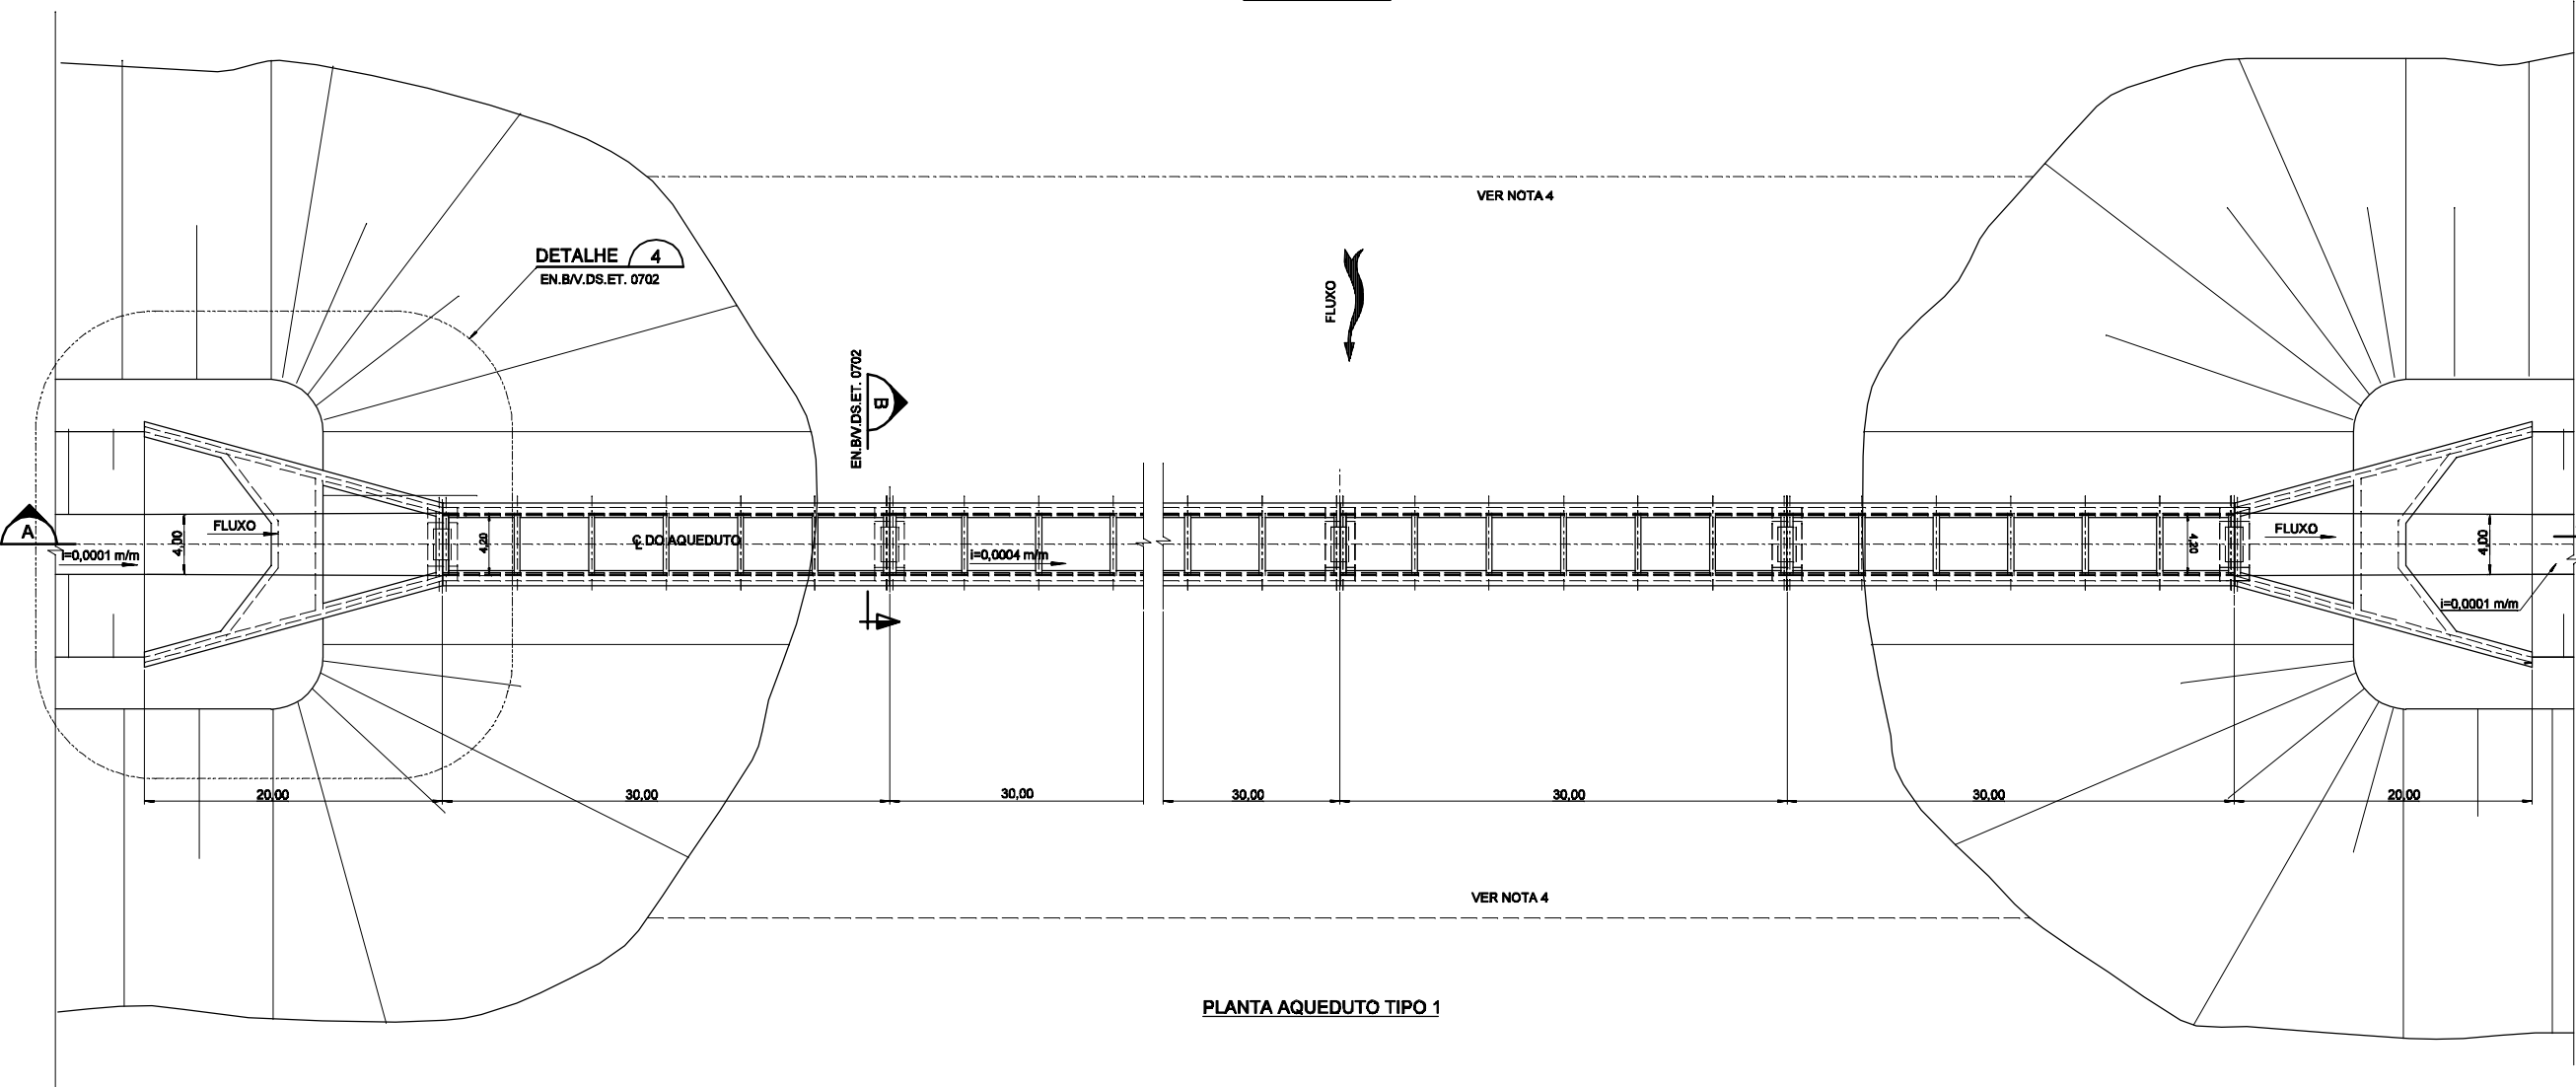 VER NOTA 4
DETALHE 4
EN.B/V.DS.ET. 0702
FLUXO
EN.B/V.DS.ET. 0702
B
A
FLUXO
i=0,0001 m/m
4,00
4,20
℄ DO AQUEDUTO
i=0,0004 m/m
4,20
FLUXO
4,00
i=0,0001 m/m
20,00
30,00
30,00
30,00
30,00
30,00
20,00
VER NOTA 4
PLANTA AQUEDUTO TIPO 1